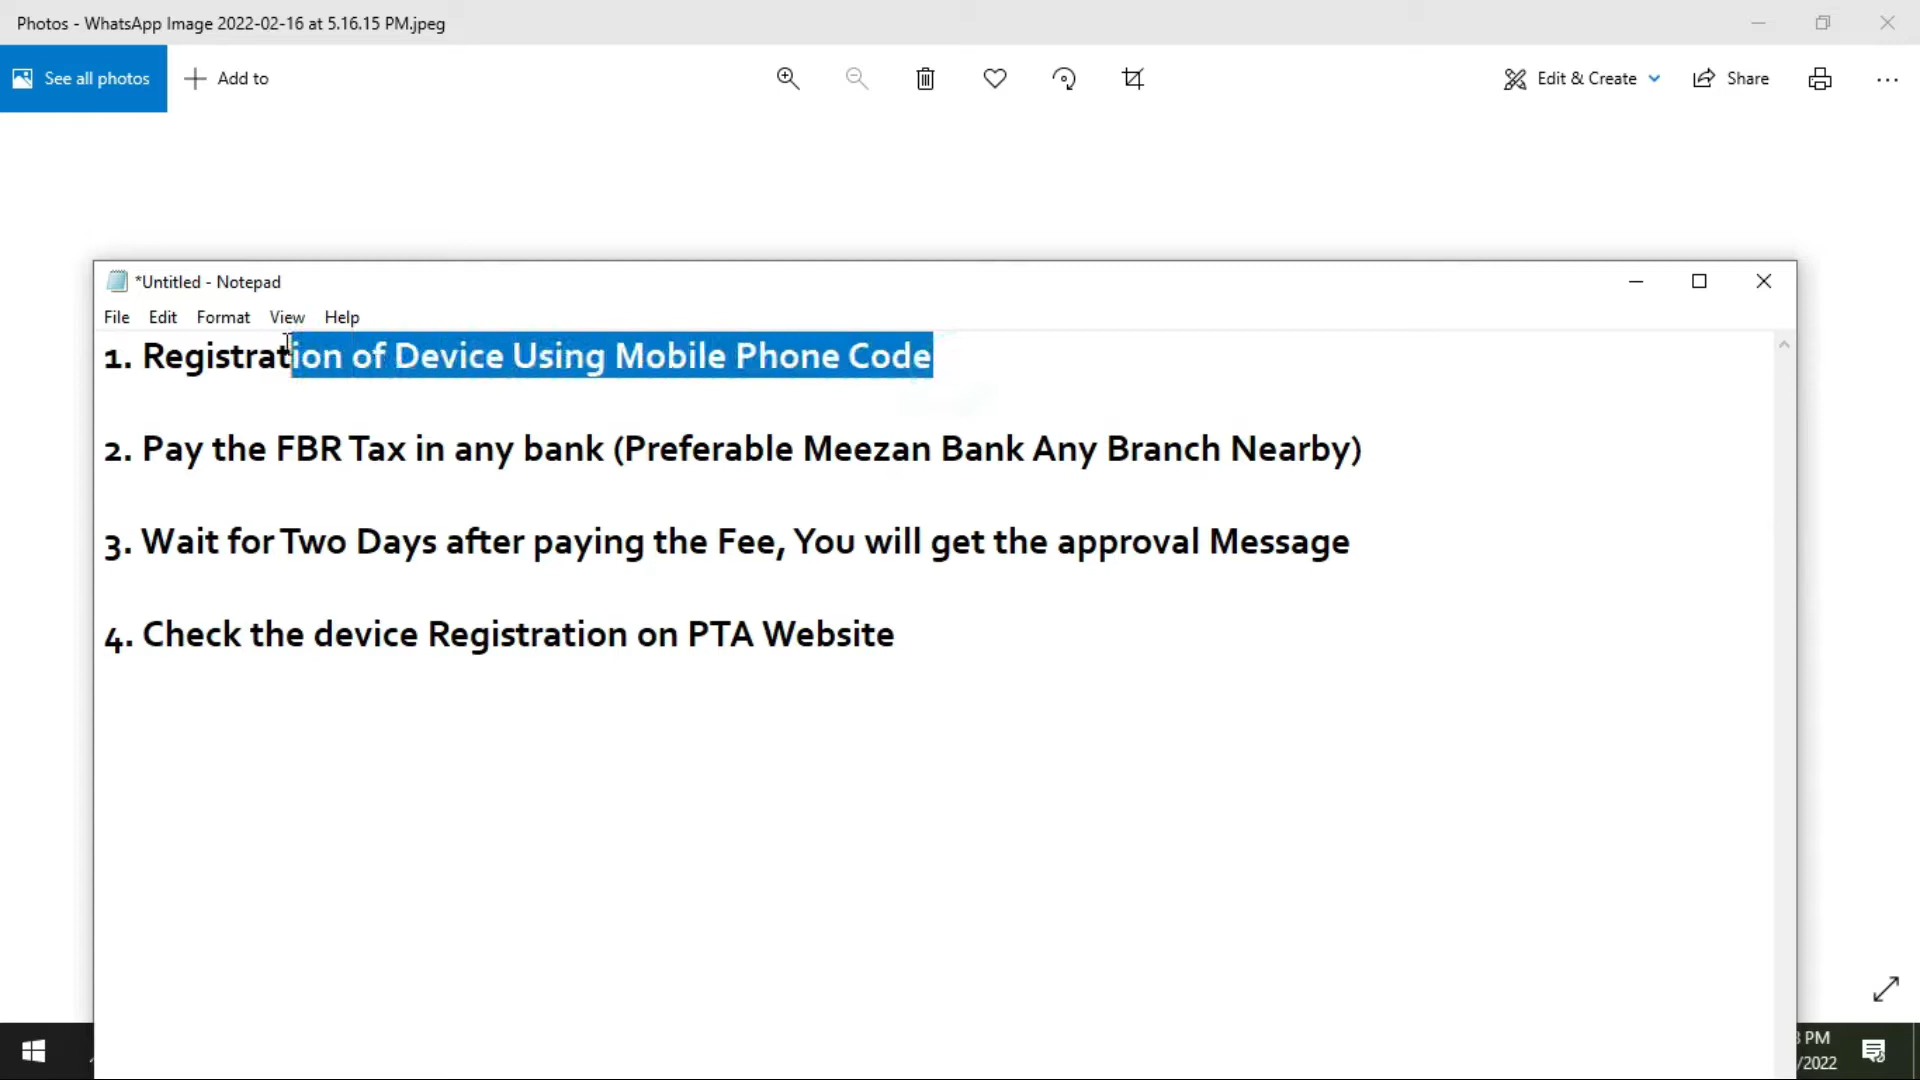 Photos - WhatsApp Image 2022-02-16 at 5.16.15 PM.jpeg
See all photos
Add to
Edit & Create
Share
*Untitled - Notepad
File Edit Format View Help
1. Registration of Device Using Mobile Phone Code
2. Pay the FBR Tax in any bank (Preferable Meezan Bank Any Branch Nearby)
3. Wait for Two Days after paying the Fee, You will get the approval Message
4. Check the device Registration on PTA Website
PM
/2022